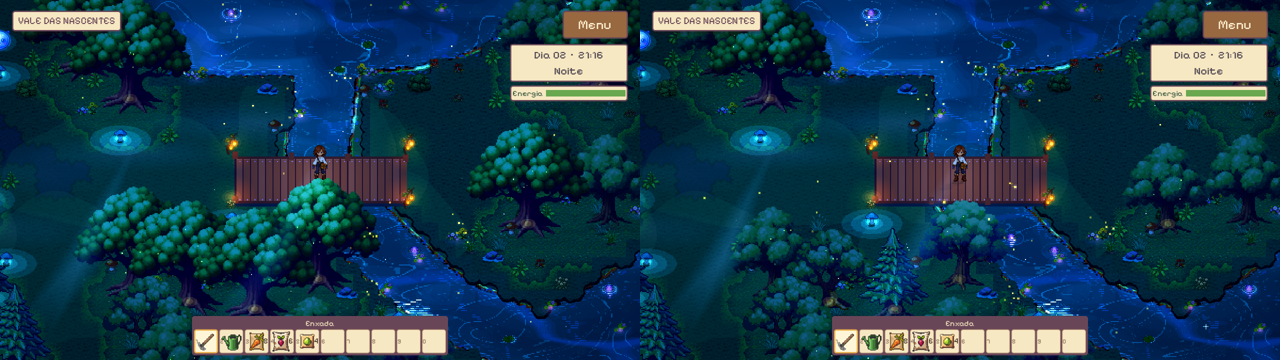 VALE DAS NASCENTES
Menu
Dia 02 · 21:16
Noite
Energia
Enxada
VALE DAS NASCENTES
Menu
Dia 02 · 21:16
Noite
Energia
Enxada